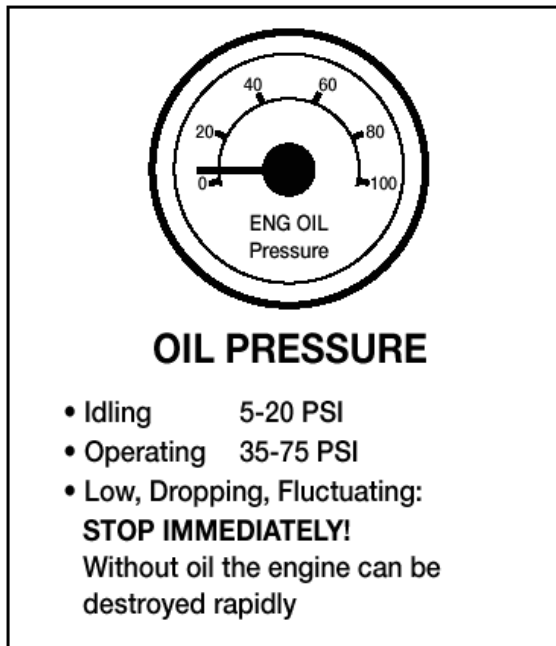 40 60
20 80
0 100
ENG OIL
Pressure
OIL PRESSURE
• Idling 5-20 PSI
• Operating 35-75 PSI
• Low, Dropping, Fluctuating:
STOP IMMEDIATELY!
Without oil the engine can be
destroyed rapidly